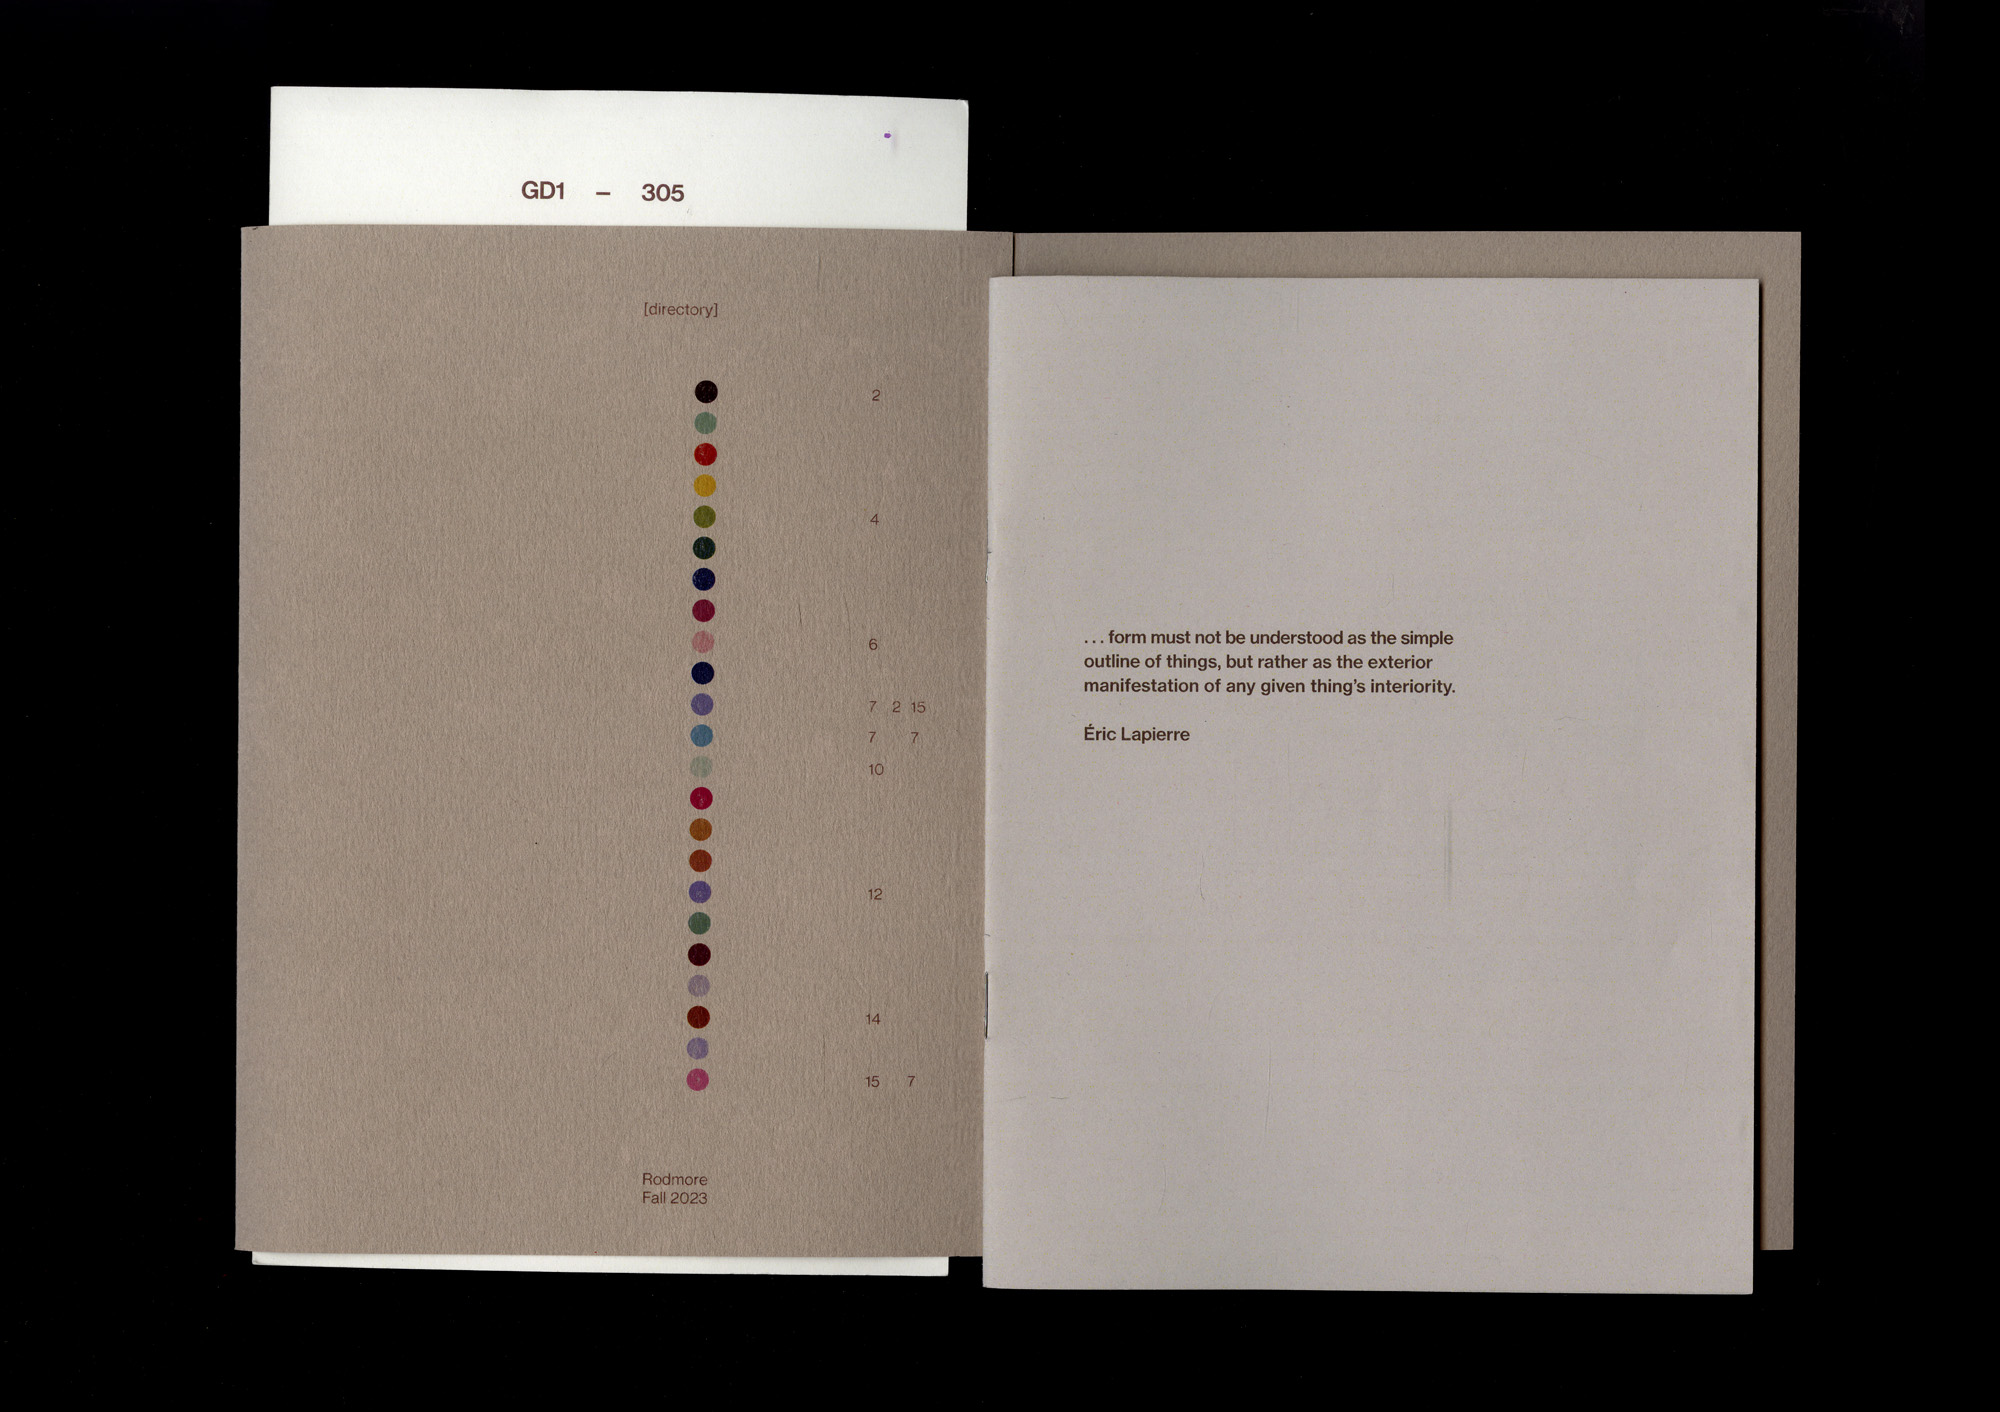 GD1 – 305
[directory]
2
4
6
7 2 15
7 7
10
12
14
15 7
Rodmore
Fall 2023
... form must not be understood as the simple
outline of things, but rather as the exterior
manifestation of any given thing’s interiority.
Éric Lapierre